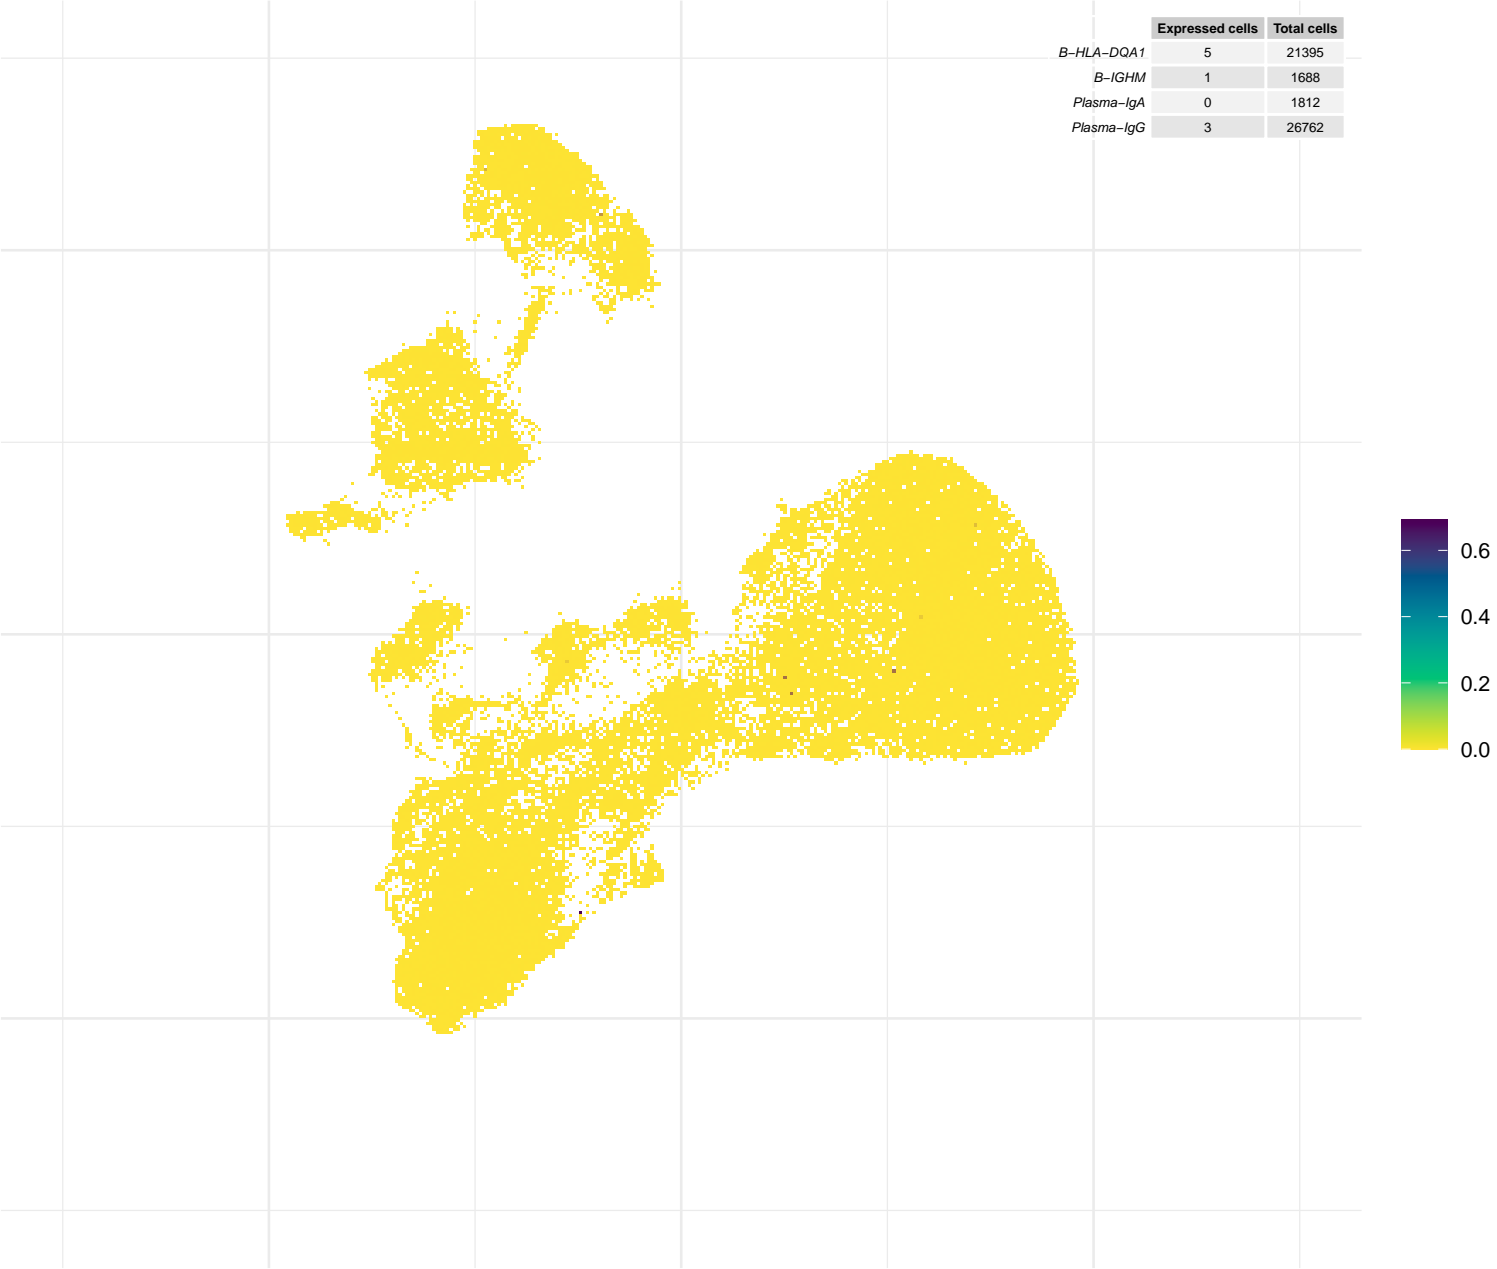 Expressed cells Total cells
B−HLA−DQA1 5 21395
B−IGHM 1 1688
Plasma−IgA 0 1812
Plasma−IgG 3 26762
0.6
0.4
0.2
0.0